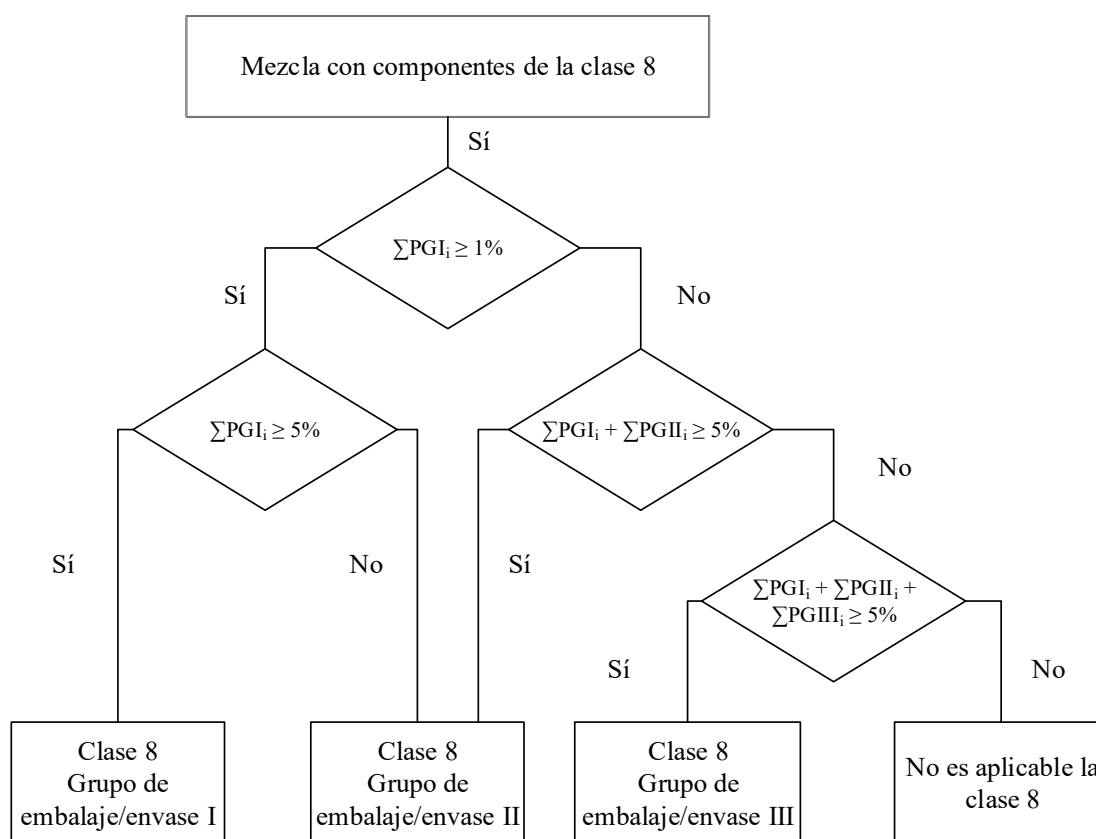 Mezcla con componentes de la clase 8
Sí
∑PGIᵢ ≥ 1%
Sí
No
∑PGIᵢ ≥ 5%
∑PGIᵢ + ∑PGIIᵢ ≥ 5%
No
Sí
No
Sí
∑PGIᵢ + ∑PGIIᵢ +
∑PGIIIᵢ ≥ 5%
Sí
No
Clase 8
Grupo de
embalaje/envase I
Clase 8
Grupo de
embalaje/envase II
Clase 8
Grupo de
embalaje/envase III
No es aplicable la
clase 8